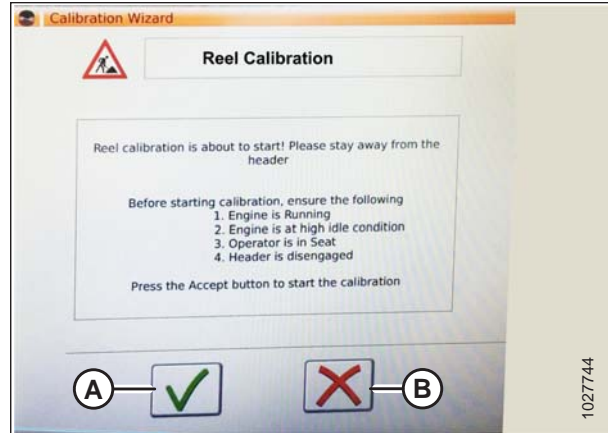 Calibration Wizard
Reel Calibration
Reel calibration is about to start! Please stay away from the
header
Before starting calibration, ensure the following
1. Engine is Running
2. Engine is at high idle condition
3. Operator is in Seat
4. Header is disengaged
Press the Accept button to start the calibration
A
B
1027744